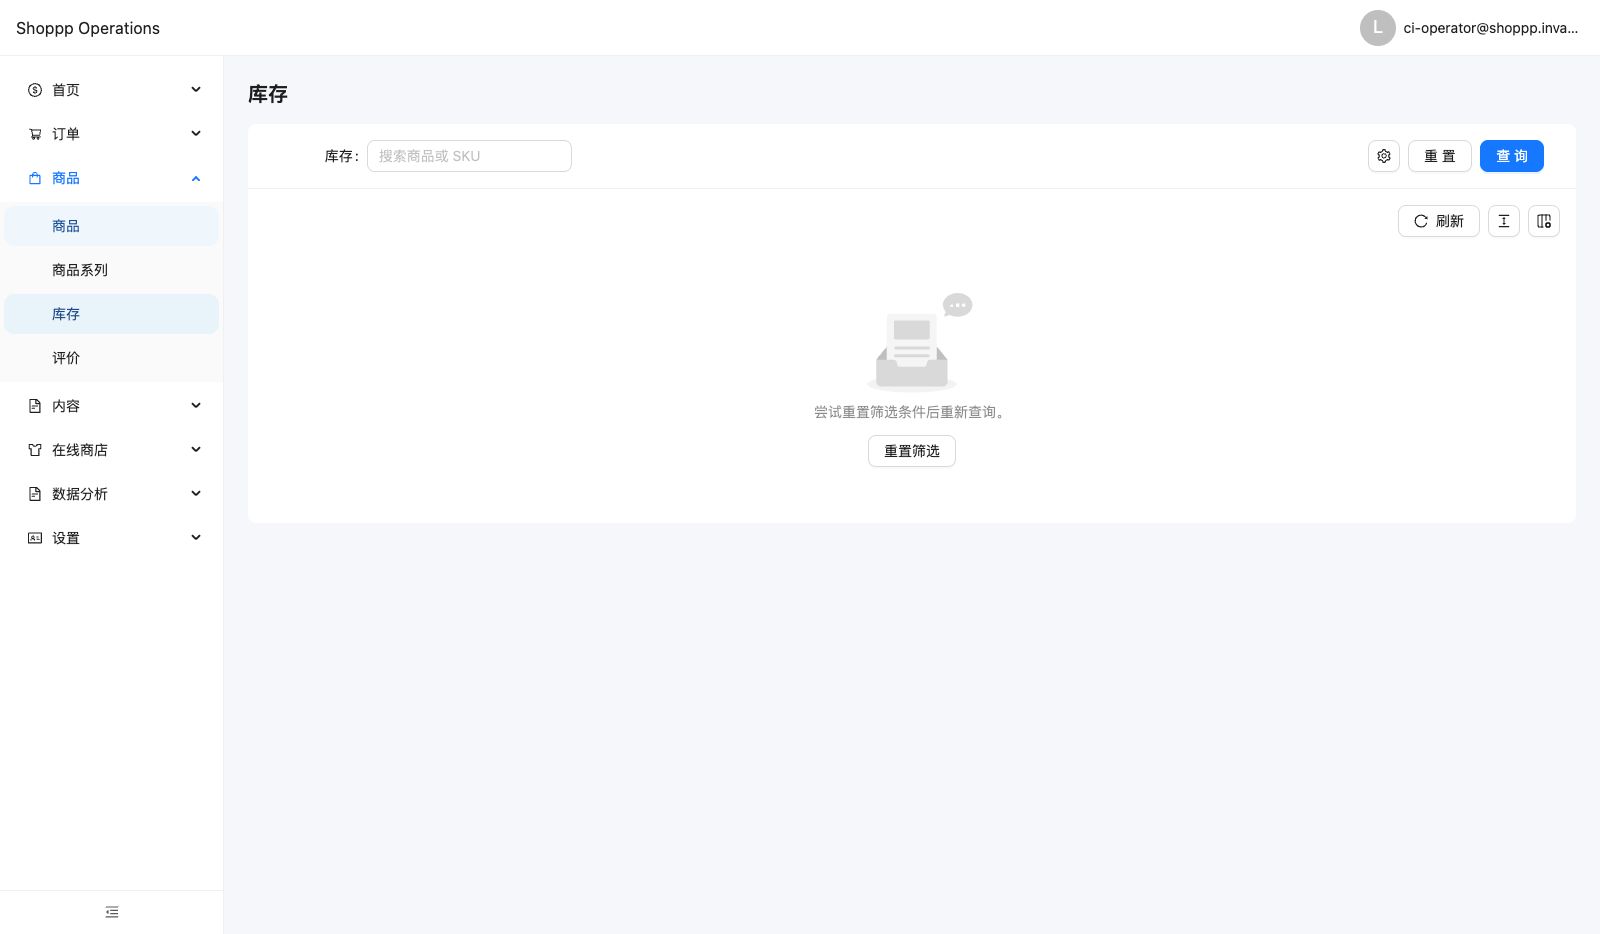 Shoppp Operations
L
ci-operator@shoppp.inva...
首页
订单
商品
商品
商品系列
库存
评价
内容
在线商店
数据分析
设置
库存
库存:
搜索商品或 SKU
重 置
查 询
刷新
尝试重置筛选条件后重新查询。
重置筛选